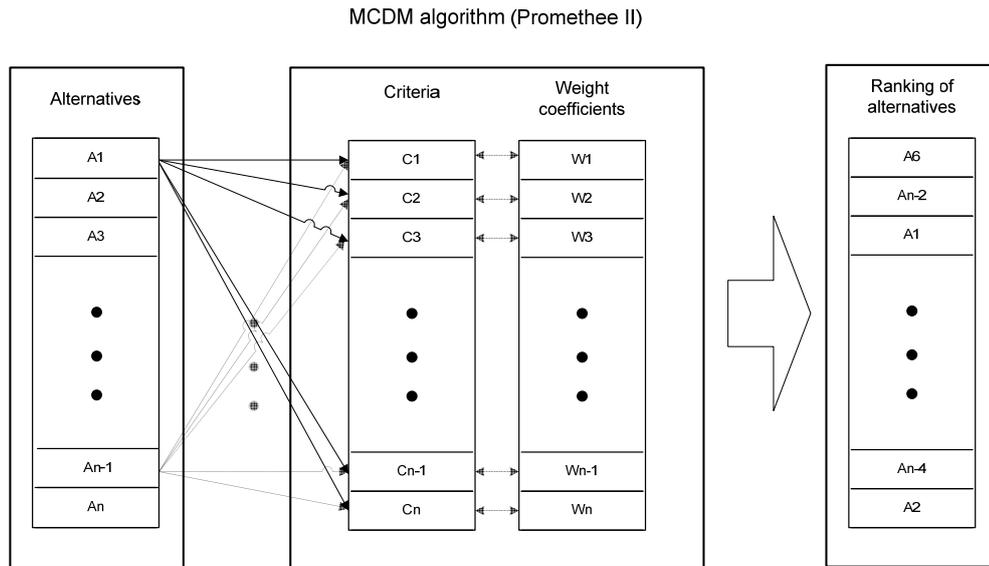 MCDM algorithm (Promethee II)
Alternatives
A1
A2
A3
An-1
An
Criteria
C1
C2
C3
Cn-1
Cn
Weight
coefficients
W1
W2
W3
Wn-1
Wn
Ranking of
alternatives
A6
An-2
A1
An-4
A2